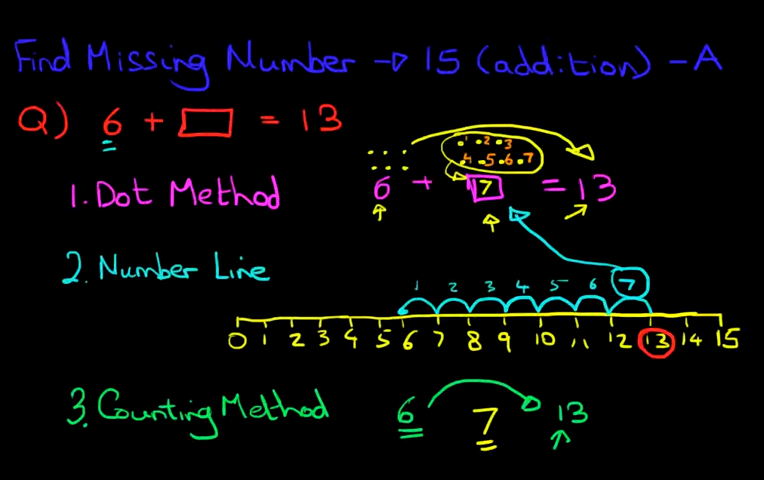 Find Missing Number → 15 (addition) - A
Q) 6 + □ = 13
1 2 3
4 5 6 7
1. Dot Method 6 + 7 = 13
2. Number Line
1 2 3 4 5 6 7
0 1 2 3 4 5 6 7 8 9 10 11 12 13 14 15
3. Counting Method 6 7 13